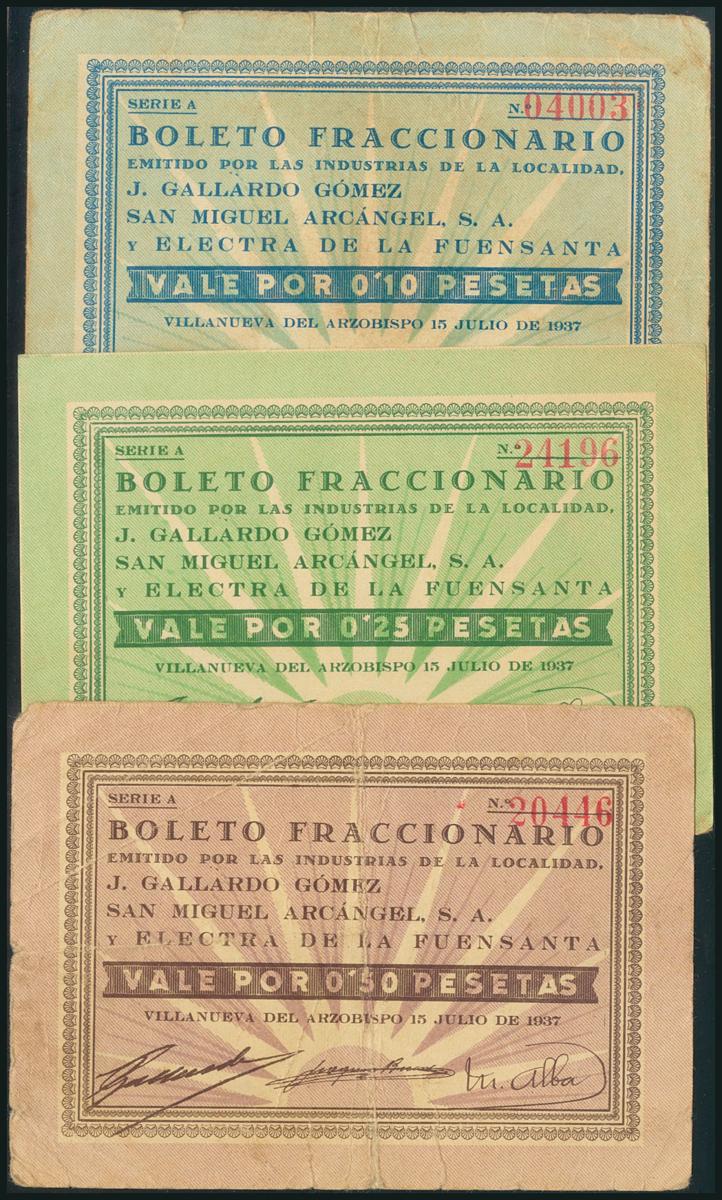 SERIE A N.º 04003
BOLETO FRACCIONARIO
EMITIDO POR LAS INDUSTRIAS DE LA LOCALIDAD,
J. GALLARDO GÓMEZ
SAN MIGUEL ARCÁNGEL, S. A.
Y ELECTRA DE LA FUENSANTA
VALE POR 0'10 PESETAS
VILLANUEVA DEL ARZOBISPO 15 JULIO DE 1937
SERIE A N.º 24196
BOLETO FRACCIONARIO
EMITIDO POR LAS INDUSTRIAS DE LA LOCALIDAD,
J. GALLARDO GÓMEZ
SAN MIGUEL ARCÁNGEL, S. A.
Y ELECTRA DE LA FUENSANTA
VALE POR 0'25 PESETAS
VILLANUEVA DEL ARZOBISPO 15 JULIO DE 1937
SERIE A N.º 20446
BOLETO FRACCIONARIO
EMITIDO POR LAS INDUSTRIAS DE LA LOCALIDAD,
J. GALLARDO GÓMEZ
SAN MIGUEL ARCÁNGEL, S. A.
Y ELECTRA DE LA FUENSANTA
VALE POR 0'50 PESETAS
VILLANUEVA DEL ARZOBISPO 15 JULIO DE 1937
M. Alba